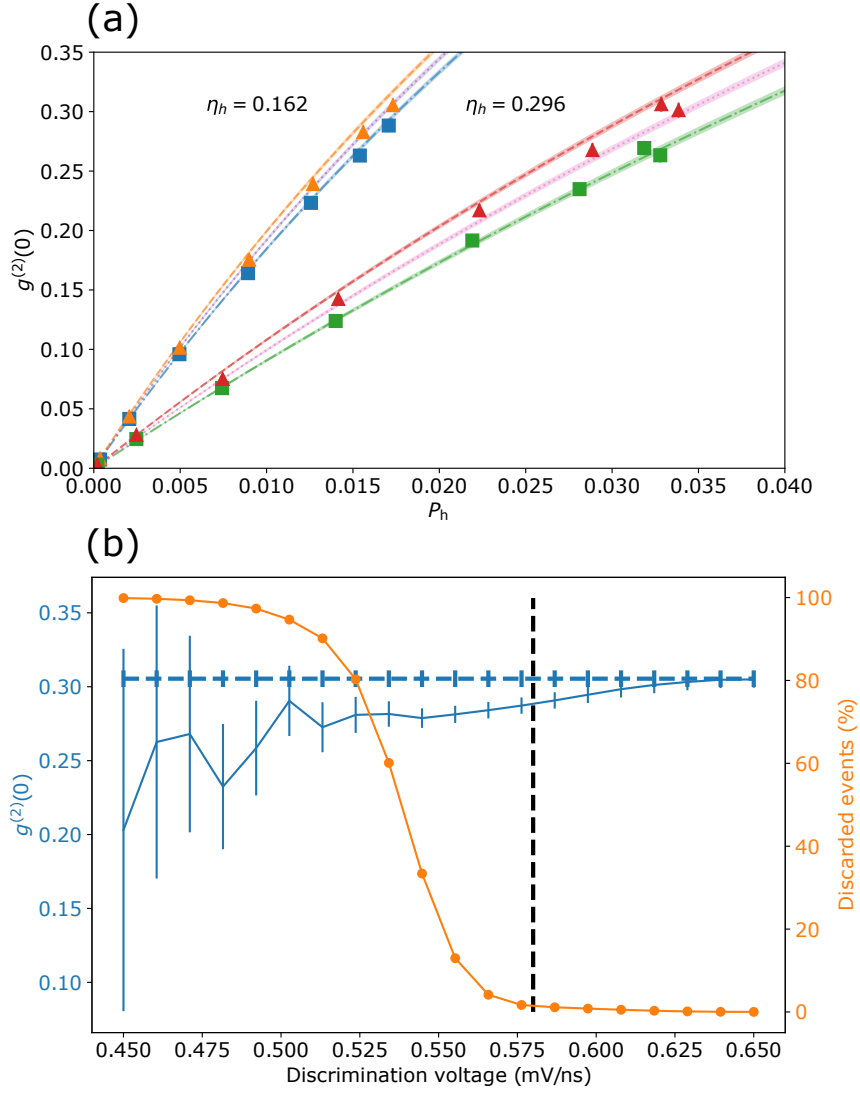 (a)
0.35
0.30
0.25
0.20
0.15
0.10
0.05
0.00
g^(2)(0)
η_h = 0.162
η_h = 0.296
0.000 0.005 0.010 0.015 0.020 0.025 0.030 0.035 0.040
P_h
(b)
0.35
0.30
0.25
0.20
0.15
0.10
g^(2)(0)
100
80
60
40
20
0
Discarded events (%)
0.450 0.475 0.500 0.525 0.550 0.580 0.600 0.625 0.650
Discrimination voltage (mV/ns)